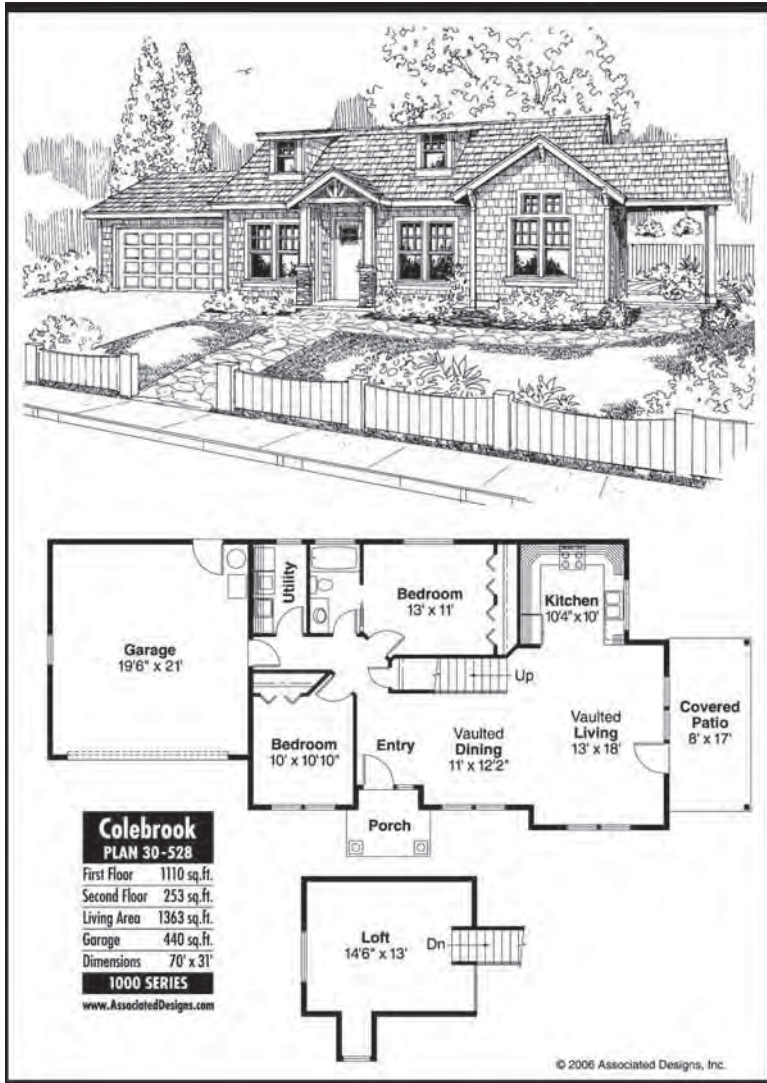 Utility
Bedroom
13' x 11'
Kitchen
10'4" x 10'
Garage
19'6" x 21'
Up
Bedroom
10' x 10'10"
Entry
Vaulted
Dining
11' x 12'2"
Vaulted
Living
13' x 18'
Covered
Patio
8' x 17'
Porch
Colebrook
PLAN 30-528
First Floor 1110 sq.ft.
Second Floor 253 sq.ft.
Living Area 1363 sq.ft.
Garage 440 sq.ft.
Dimensions 70' x 31'
1000 SERIES
www.AssociatedDesigns.com
Loft
14'6" x 13'
Dn
© 2006 Associated Designs, Inc.